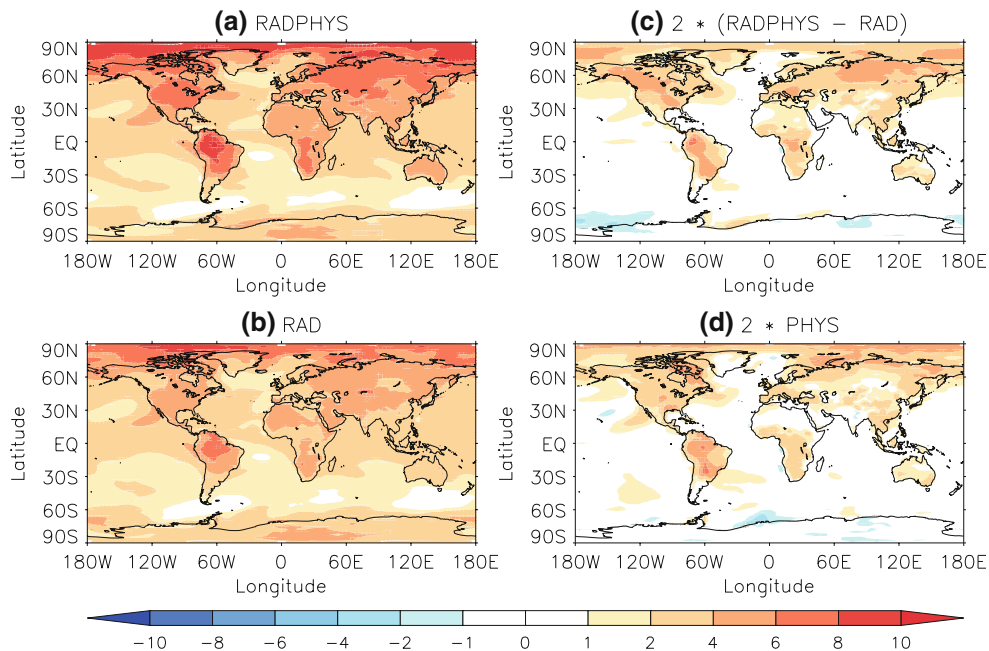 (a) RADPHYS
90N
60N
30N
EQ
30S
60S
90S
Latitude
180W 120W 60W 0 60E 120E 180E
Longitude
(c) 2 * (RADPHYS − RAD)
90N
60N
30N
EQ
30S
60S
90S
Latitude
180W 120W 60W 0 60E 120E 180E
Longitude
(b) RAD
90N
60N
30N
EQ
30S
60S
90S
Latitude
180W 120W 60W 0 60E 120E 180E
Longitude
(d) 2 * PHYS
90N
60N
30N
EQ
30S
60S
90S
Latitude
180W 120W 60W 0 60E 120E 180E
Longitude
−10 −8 −6 −4 −2 −1 0 1 2 4 6 8 10